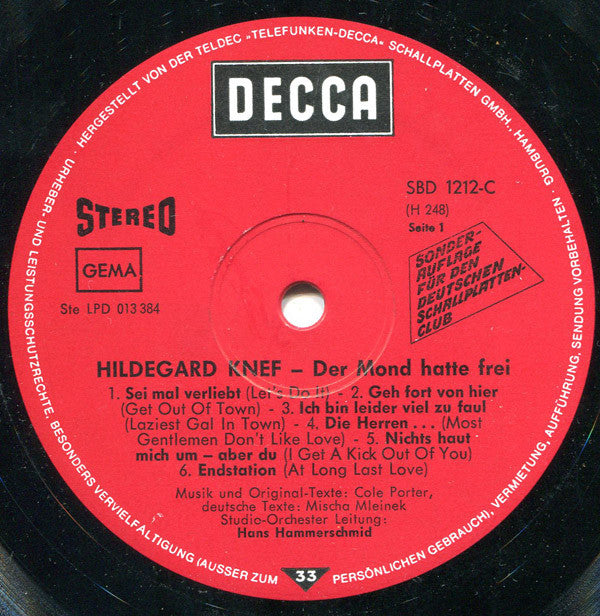 HERGESTELLT VON DER TELDEC „TELEFUNKEN-DECCA" SCHALLPLATTEN GMBH., HAMBURG
URHEBER- UND LEISTUNGSSCHUTZRECHTE, BESONDERS VERVIELFÄLTIGUNG (AUSSER ZUM PERSÖNLICHEN GEBRAUCH), VERMIETUNG, AUFFÜHRUNG, SENDUNG VORBEHALTEN ·
DECCA
STEREO
SBD 1212-C
(H 248)
Seite 1
GEMA
SONDER-
AUFLAGE
FÜR DEN
DEUTSCHEN
SCHALLPLATTEN-
CLUB
Ste LPD 013 384
HILDEGARD KNEF – Der Mond hatte frei
1. Sei mal verliebt (Let's Do It) – 2. Geh fort von hier
(Get Out Of Town) – 3. Ich bin leider viel zu faul
(Laziest Gal In Town) – 4. Die Herren . . . (Most
Gentlemen Don't Like Love) – 5. Nichts haut
mich um – aber du (I Get A Kick Out Of You)
6. Endstation (At Long Last Love)
Musik und Original-Texte: Cole Porter,
deutsche Texte: Mischa Mleinek
Studio-Orchester Leitung:
Hans Hammerschmid
33